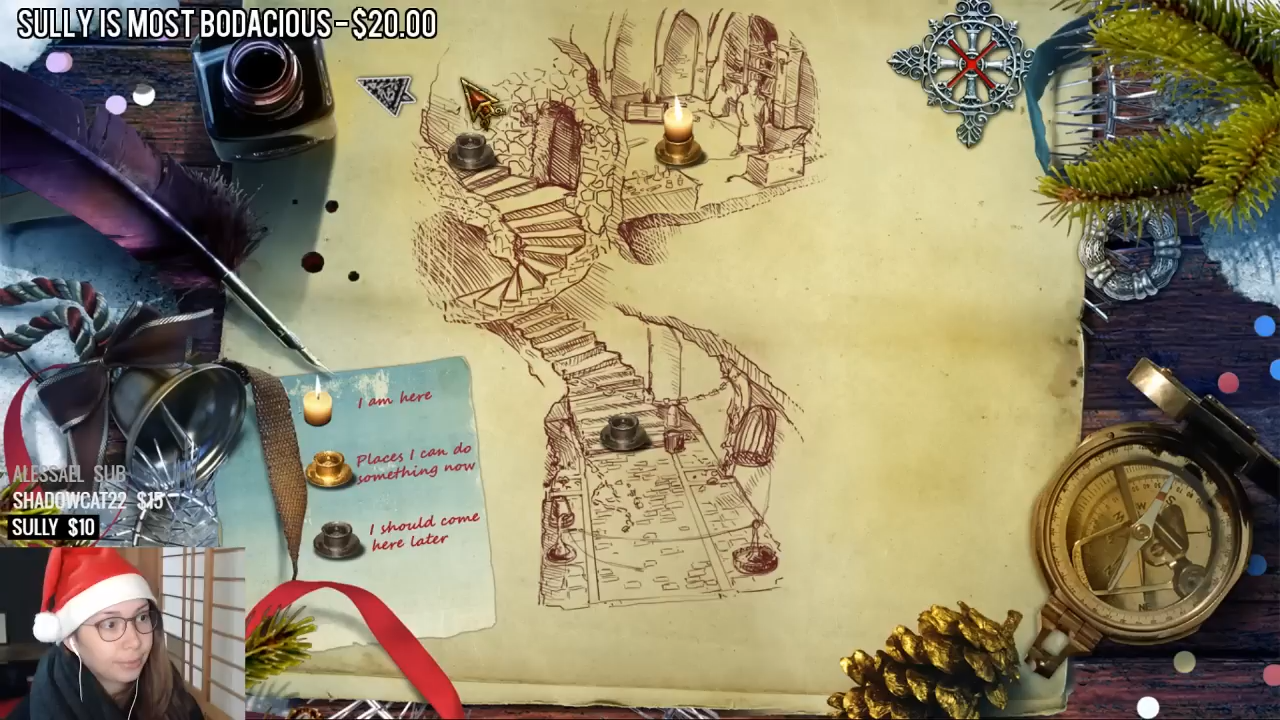 SULLY IS MOST BODACIOUS - $20.00
I am here
Places I can do
something now
I should come
here later
ALESSAEL SUB
SHADOWCAT22 $15
SULLY $10